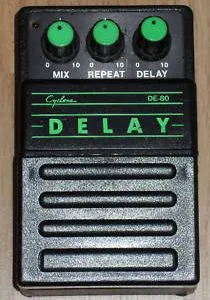 0 10 0 10 0 10
MIX REPEAT DELAY
Cyclone DE-80
DELAY